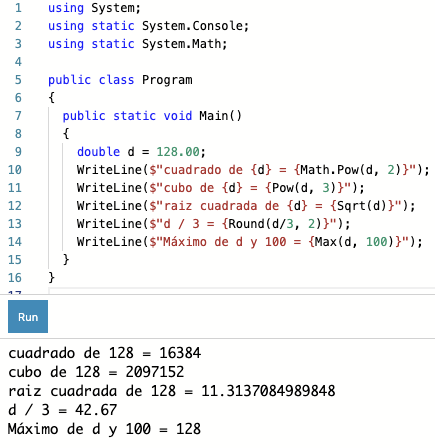 1 using System;
2 using static System.Console;
3 using static System.Math;
4
5 public class Program
6 {
7 public static void Main()
8 {
9 double d = 128.00;
10 WriteLine($"cuadrado de {d} = {Math.Pow(d, 2)}");
11 WriteLine($"cubo de {d} = {Pow(d, 3)}");
12 WriteLine($"raiz cuadrada de {d} = {Sqrt(d)}");
13 WriteLine($"d / 3 = {Round(d/3, 2)}");
14 WriteLine($"Máximo de d y 100 = {Max(d, 100)}");
15 }
16 }
17
Run
cuadrado de 128 = 16384
cubo de 128 = 2097152
raiz cuadrada de 128 = 11.3137084989848
d / 3 = 42.67
Máximo de d y 100 = 128